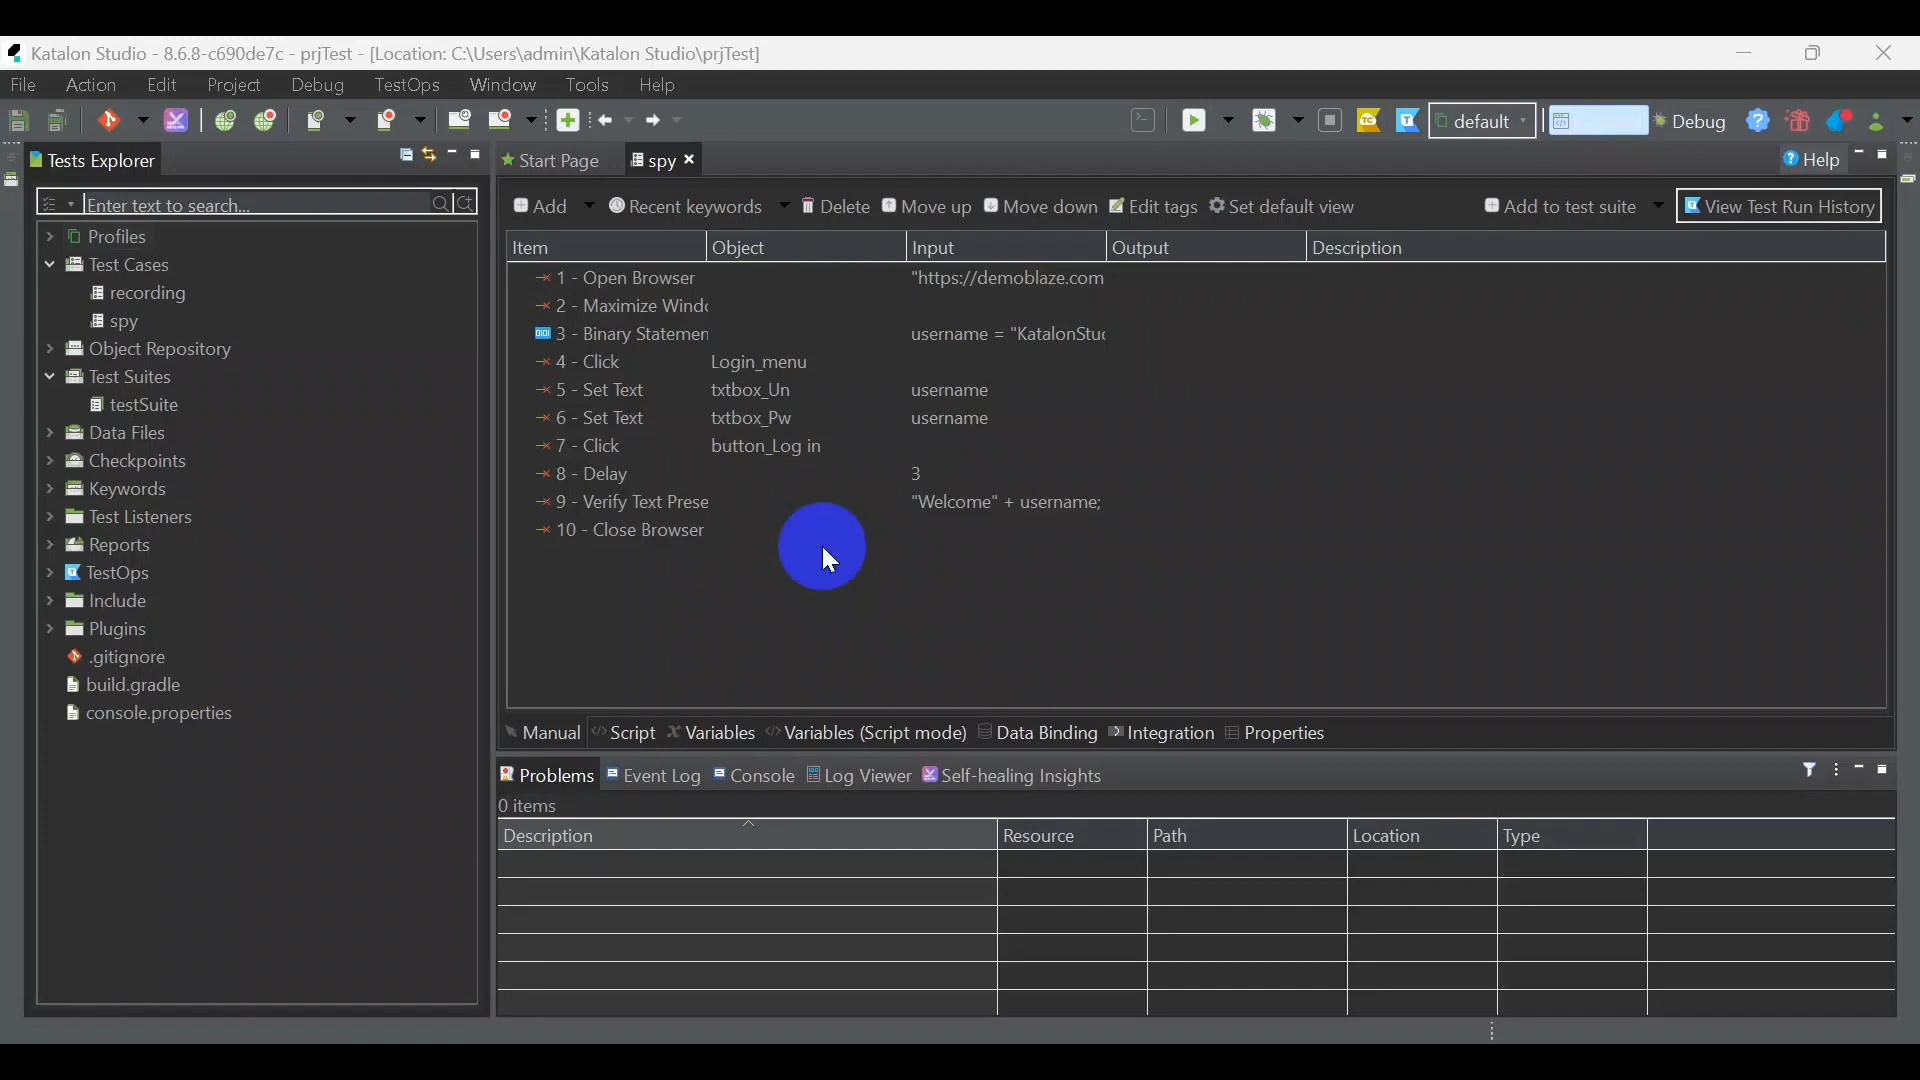 Katalon Studio - 8.6.8-c690de7c - prjTest - [Location: C:\Users\admin\Katalon Studio\prjTest]
File Action Edit Project Debug TestOps Window Tools Help
default Debug
Tests Explorer
Start Page spy Help
Enter text to search...
Add Recent keywords Delete Move up Move down Edit tags Set default view Add to test suite View Test Run History
Profiles
Test Cases
recording
spy
Object Repository
Test Suites
testSuite
Data Files
Checkpoints
Keywords
Test Listeners
Reports
TestOps
Include
Plugins
.gitignore
build.gradle
console.properties
Item Object Input Output Description
1 - Open Browser "https://demoblaze.com
2 - Maximize Windo
3 - Binary Statemen username = "KatalonStud
4 - Click Login_menu
5 - Set Text txtbox_Un username
6 - Set Text txtbox_Pw username
7 - Click button_Log in
8 - Delay 3
9 - Verify Text Prese "Welcome" + username;
10 - Close Browser
Manual Script Variables Variables (Script mode) Data Binding Integration Properties
Problems Event Log Console Log Viewer Self-healing Insights
0 items
Description Resource Path Location Type